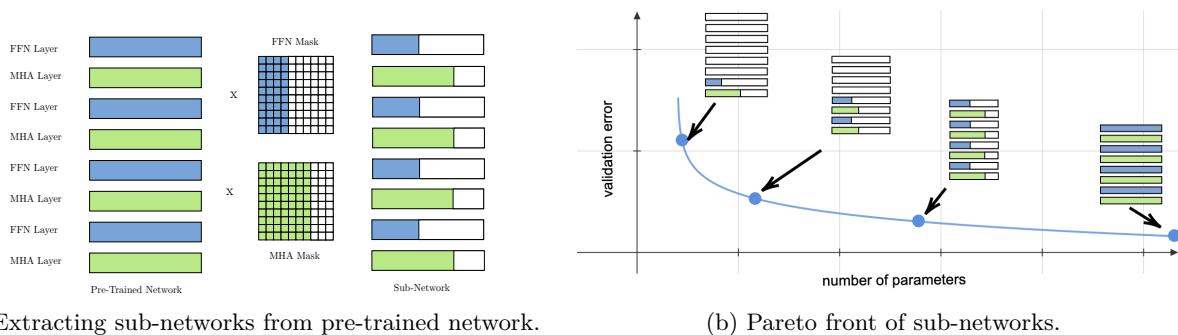 FFN Layer
MHA Layer
FFN Layer
MHA Layer
FFN Layer
MHA Layer
FFN Layer
MHA Layer
Pre-Trained Network
FFN Mask
x
x
MHA Mask
Sub-Network
Extracting sub-networks from pre-trained network.
validation error
number of parameters
(b) Pareto front of sub-networks.